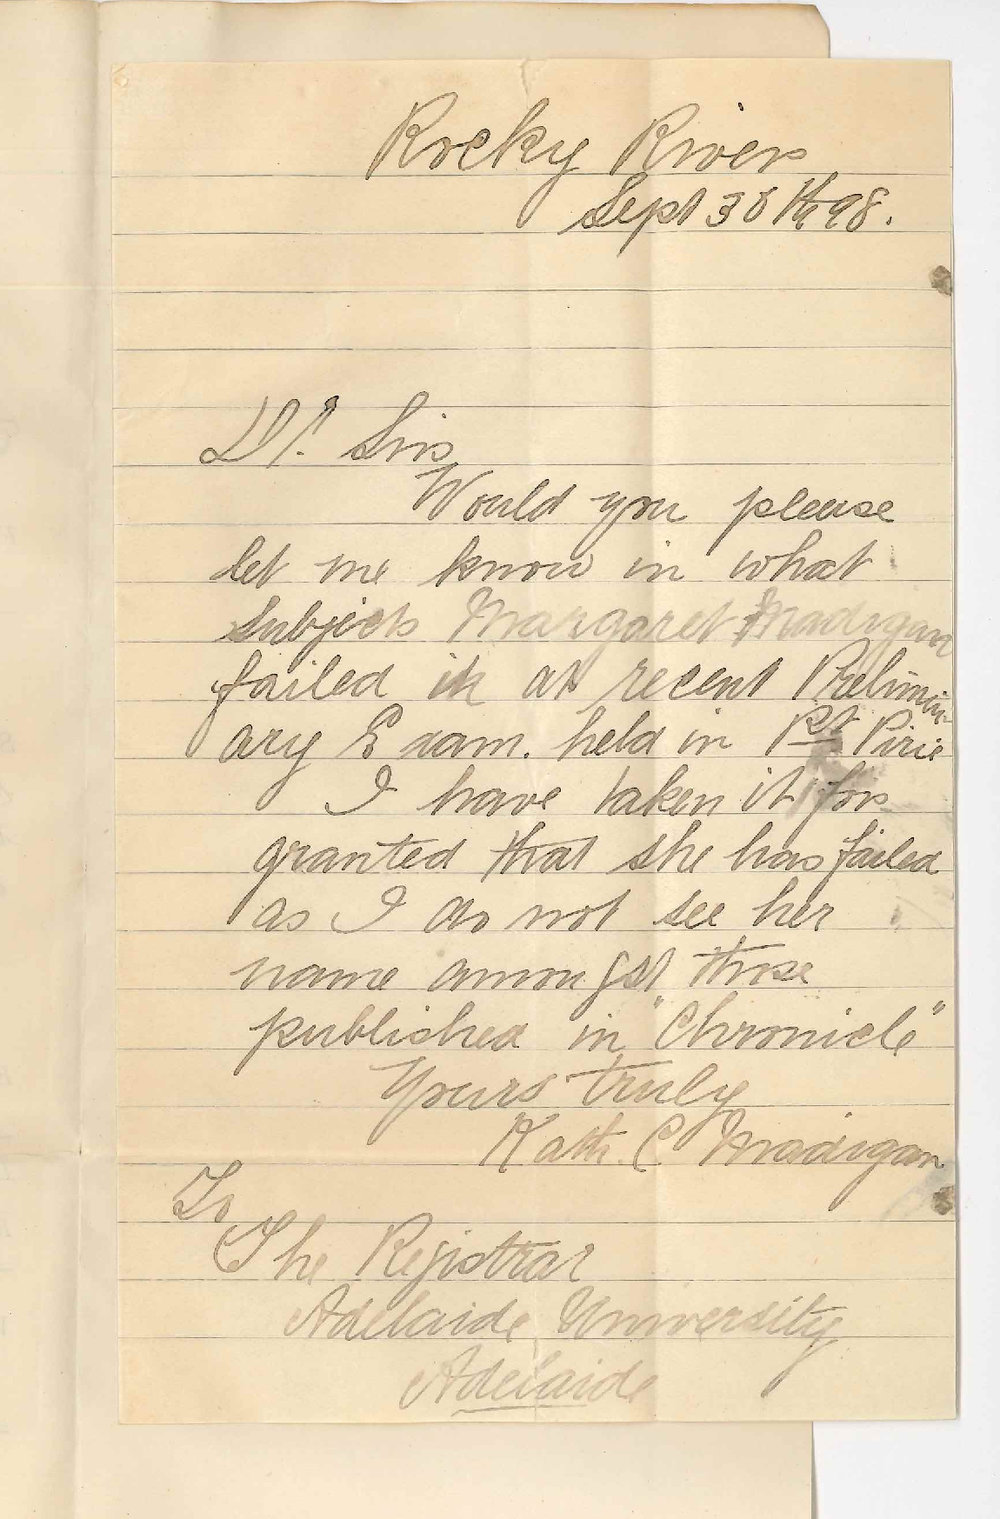 Rocky River
Sept 30th 98.
Dr. Sir
Would you please
let me know in what
subjects Margaret Madigan
failed in at recent Prelimin-
ary Exam. held in Pt Pirie
I have taken it for
granted that she has failed
as I do not see her
name amongst those
published in "Chronicle"
Yours truly
Kath. C Madigan
To
The Registrar
Adelaide University
Adelaide